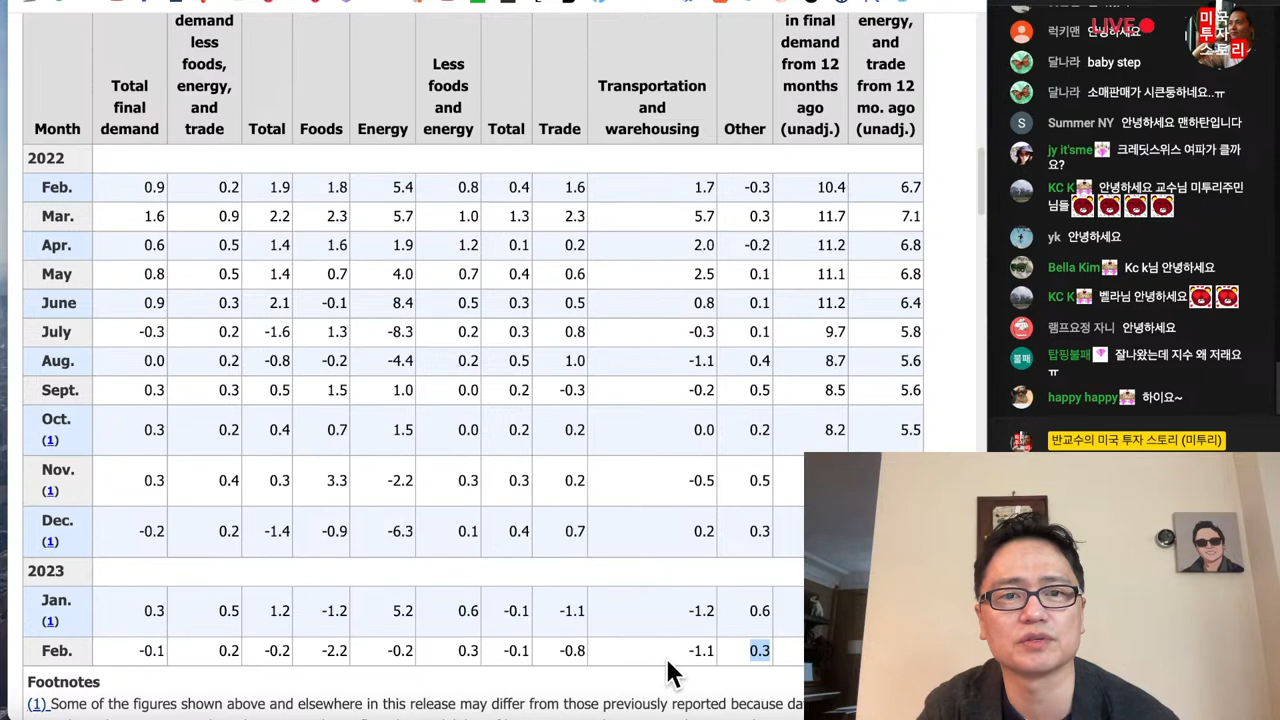 demand
less
foods,
energy,
and
trade
in final
demand
from 12
months
ago
(unadj.)
energy,
and
trade
from 12
mo. ago
(unadj.)
Month
Total
final
demand
Total
Foods
Energy
Less
foods
and
energy
Total
Trade
Transportation
and
warehousing
Other
2022
Feb. 0.9 0.2 1.9 1.8 5.4 0.8 0.4 1.6 1.7 -0.3 10.4 6.7
Mar. 1.6 0.9 2.2 2.3 5.7 1.0 1.3 2.3 5.7 0.3 11.7 7.1
Apr. 0.6 0.5 1.4 1.6 1.9 1.2 0.1 0.2 2.0 -0.2 11.2 6.8
May 0.8 0.5 1.4 0.7 4.0 0.7 0.4 0.6 2.5 0.1 11.1 6.8
June 0.9 0.3 2.1 -0.1 8.4 0.5 0.3 0.5 0.8 0.1 11.2 6.4
July -0.3 0.2 -1.6 1.3 -8.3 0.2 0.3 0.8 -0.3 0.1 9.7 5.8
Aug. 0.0 0.2 -0.8 -0.2 -4.4 0.2 0.5 1.0 -1.1 0.4 8.7 5.6
Sept. 0.3 0.3 0.5 1.5 1.0 0.0 0.2 -0.3 -0.2 0.5 8.5 5.6
Oct. (1) 0.3 0.2 0.4 0.7 1.5 0.0 0.2 0.2 0.0 0.2 8.2 5.5
Nov. (1) 0.3 0.4 0.3 3.3 -2.2 0.3 0.3 0.2 -0.5 0.5
Dec. (1) -0.2 0.2 -1.4 -0.9 -6.3 0.1 0.4 0.7 0.2 0.3
2023
Jan. (1) 0.3 0.5 1.2 -1.2 5.2 0.6 -0.1 -1.1 -1.2 0.6
Feb. -0.1 0.2 -0.2 -2.2 -0.2 0.3 -0.1 -0.8 -1.1 0.3
Footnotes
(1) Some of the figures shown above and elsewhere in this release may differ from those previously reported because da
LIVE
미국
투자
스토리
럭키맨 안녕하세요
달나라 baby step
달나라 소매판매가 시큰둥하네요..ㅠ
S Summer NY 안녕하세요 맨하탄입니다
jy it'sme 크레딧스위스 여파가 클까
요?
KC K 안녕하세요 교수님 미투리주민
님들
yk 안녕하세요
Bella Kim Kc k님 안녕하세요
KC K 벨라님 안녕하세요
램프요정 자니 안녕하세요
불패 탑핑불패 잘나왔는데 지수 왜 저래요
ㅠ
happy happy 하이요~
반교수의 미국 투자 스토리 (미투리)